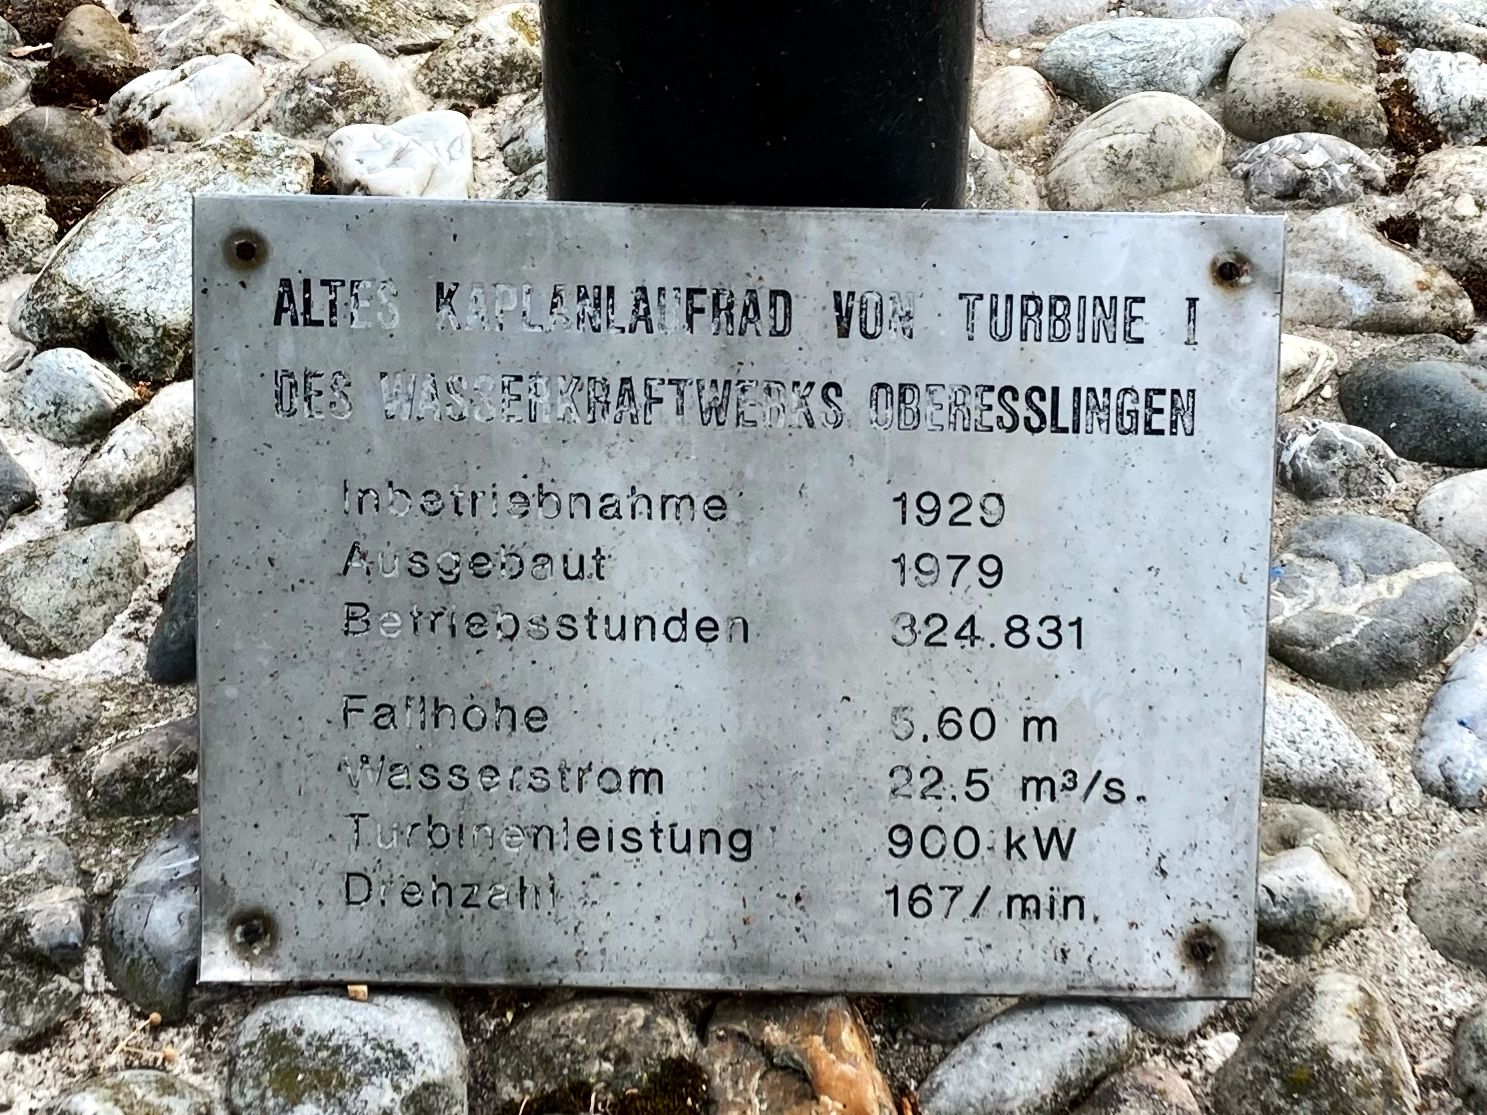 ALTES KAPLANLAUFRAD VON TURBINE I
DES WASSERKRAFTWERKS OBERESSLINGEN
Inbetriebnahme 1929
Ausgebaut 1979
Betriebsstunden 324.831
Fallhöhe 5.60 m
Wasserstrom 22.5 m³/s.
Turbinenleistung 900 kW
Drehzahl 167/min.